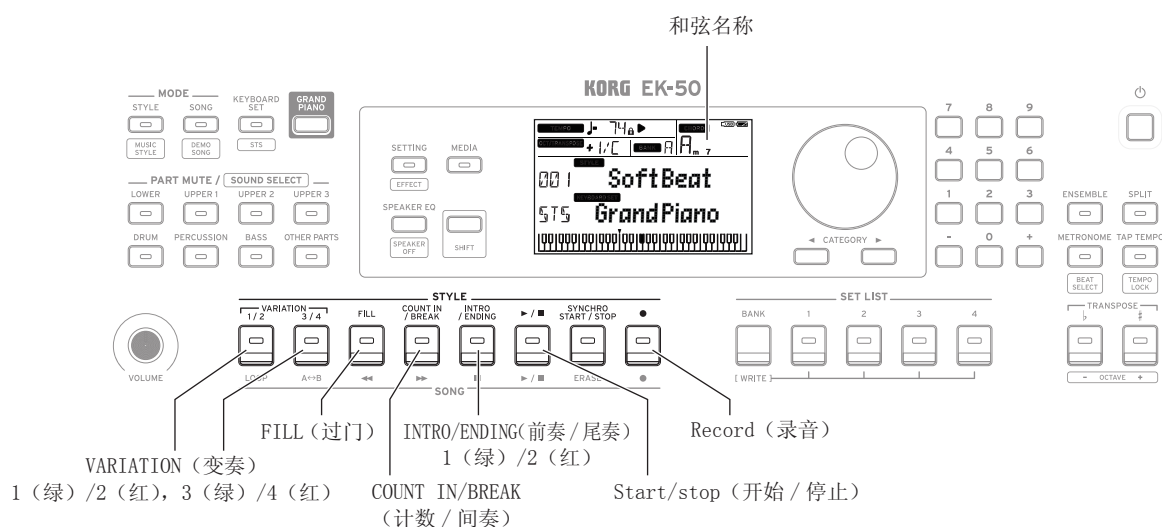 和弦名称
KORG EK-50
MODE
STYLE SONG KEYBOARD SET GRAND PIANO
MUSIC STYLE DEMO SONG STS
PART MUTE / SOUND SELECT
LOWER UPPER 1 UPPER 2 UPPER 3
DRUM PERCUSSION BASS OTHER PARTS
SETTING MEDIA
EFFECT
SPEAKER EQ
SPEAKER OFF SHIFT
TEMPO ♩= 74
+1/C A Am 7
STYLE
001 SoftBeat
STS GrandPiano
◄ CATEGORY ►
7 8 9
4 5 6
1 2 3
- 0 +
ENSEMBLE SPLIT
METRONOME TAP TEMPO
BEAT SELECT TEMPO LOCK
TRANSPOSE
♭ ♯
- OCTAVE +
VOLUME
STYLE
VARIATION
1/2 3/4 FILL COUNT IN / BREAK INTRO / ENDING ►/■ SYNCHRO START / STOP ●
LOOP A↔B ◄◄ ►► II ►/■ ERASE ●
SONG
SET LIST
BANK 1 2 3 4
[ WRITE ]
FILL（过门）
INTRO/ENDING(前奏/尾奏)
1（绿）/2（红）
Record（录音）
VARIATION（变奏）
1（绿）/2（红），3（绿）/4（红）
COUNT IN/BREAK
（计数/间奏）
Start/stop（开始/停止）